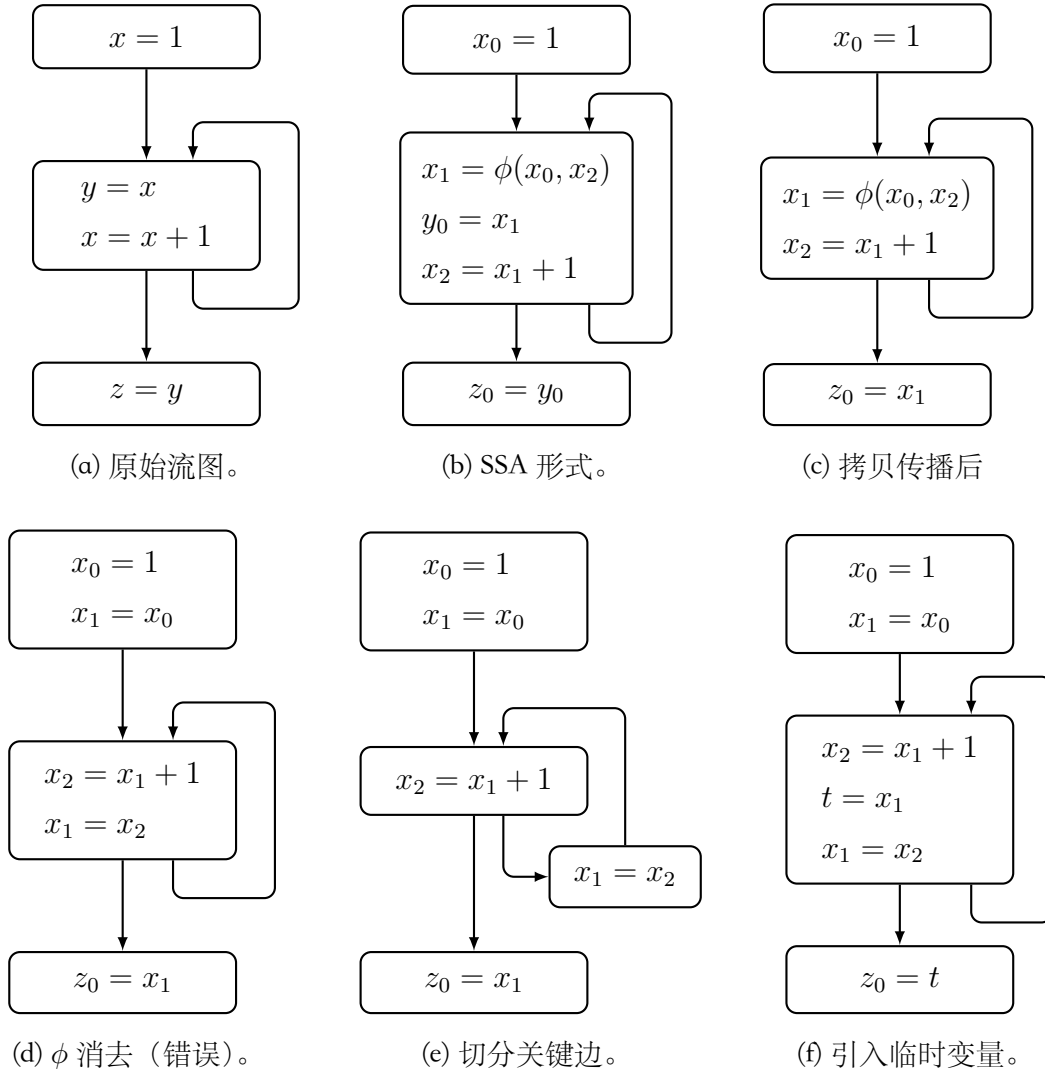 x = 1
y = x
x = x + 1
z = y
(a) 原始流图。
x₀ = 1
x₁ = ϕ(x₀, x₂)
y₀ = x₁
x₂ = x₁ + 1
z₀ = y₀
(b) SSA 形式。
x₀ = 1
x₁ = ϕ(x₀, x₂)
x₂ = x₁ + 1
z₀ = x₁
(c) 拷贝传播后
x₀ = 1
x₁ = x₀
x₂ = x₁ + 1
x₁ = x₂
z₀ = x₁
(d) ϕ 消去（错误）。
x₀ = 1
x₁ = x₀
x₂ = x₁ + 1
x₁ = x₂
z₀ = x₁
(e) 切分关键边。
x₀ = 1
x₁ = x₀
x₂ = x₁ + 1
t = x₁
x₁ = x₂
z₀ = t
(f) 引入临时变量。